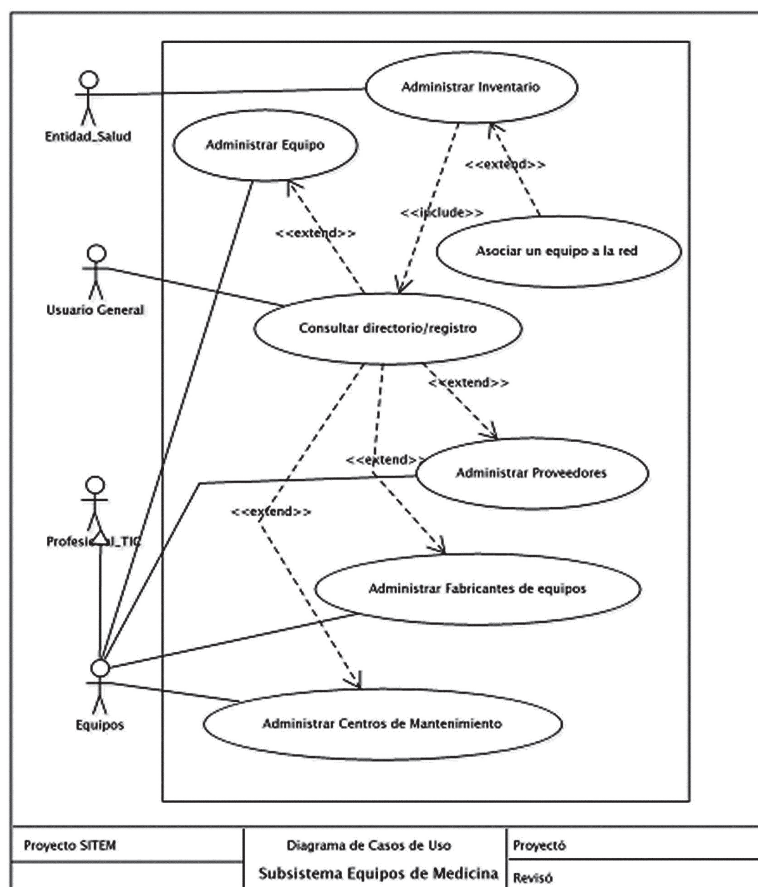 Administrar Inventario
Entidad_Salud
Administrar Equipo
<<extend>>
<<include>>
<<extend>>
Asociar un equipo a la red
Usuario General
Consultar directorio/registro
<<extend>>
<<extend>>
Administrar Proveedores
<<extend>>
Profesional_TIC
Administrar Fabricantes de equipos
Equipos
Administrar Centros de Mantenimiento
Proyecto SITEM
Diagrama de Casos de Uso
Proyectó
Subsistema Equipos de Medicina
Revisó